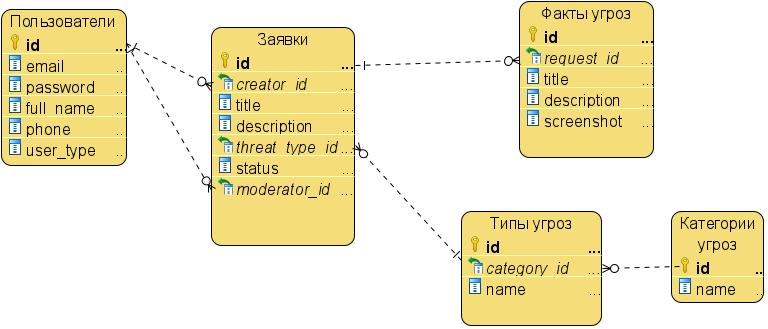 Пользователи
id ...
email ..
password ..
full_name ..
phone ..
user_type ..
Заявки
id ...
creator_id ...
title ...
description ...
threat_type_id ...
status ...
moderator_id ...
Факты угроз
id ...
request_id ...
title ...
description ...
screenshot ...
Типы угроз
id ...
category_id ...
name ...
Категории
угроз
id ..
name ..